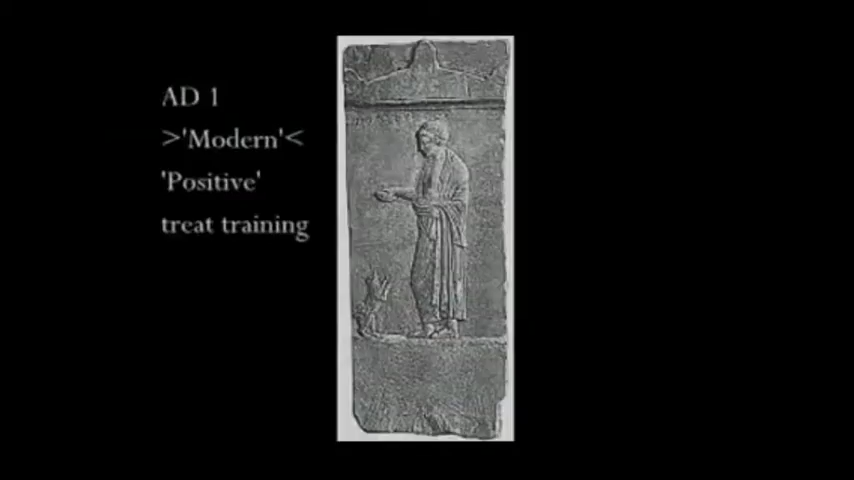 AD 1
>'Modern'<
'Positive'
treat training